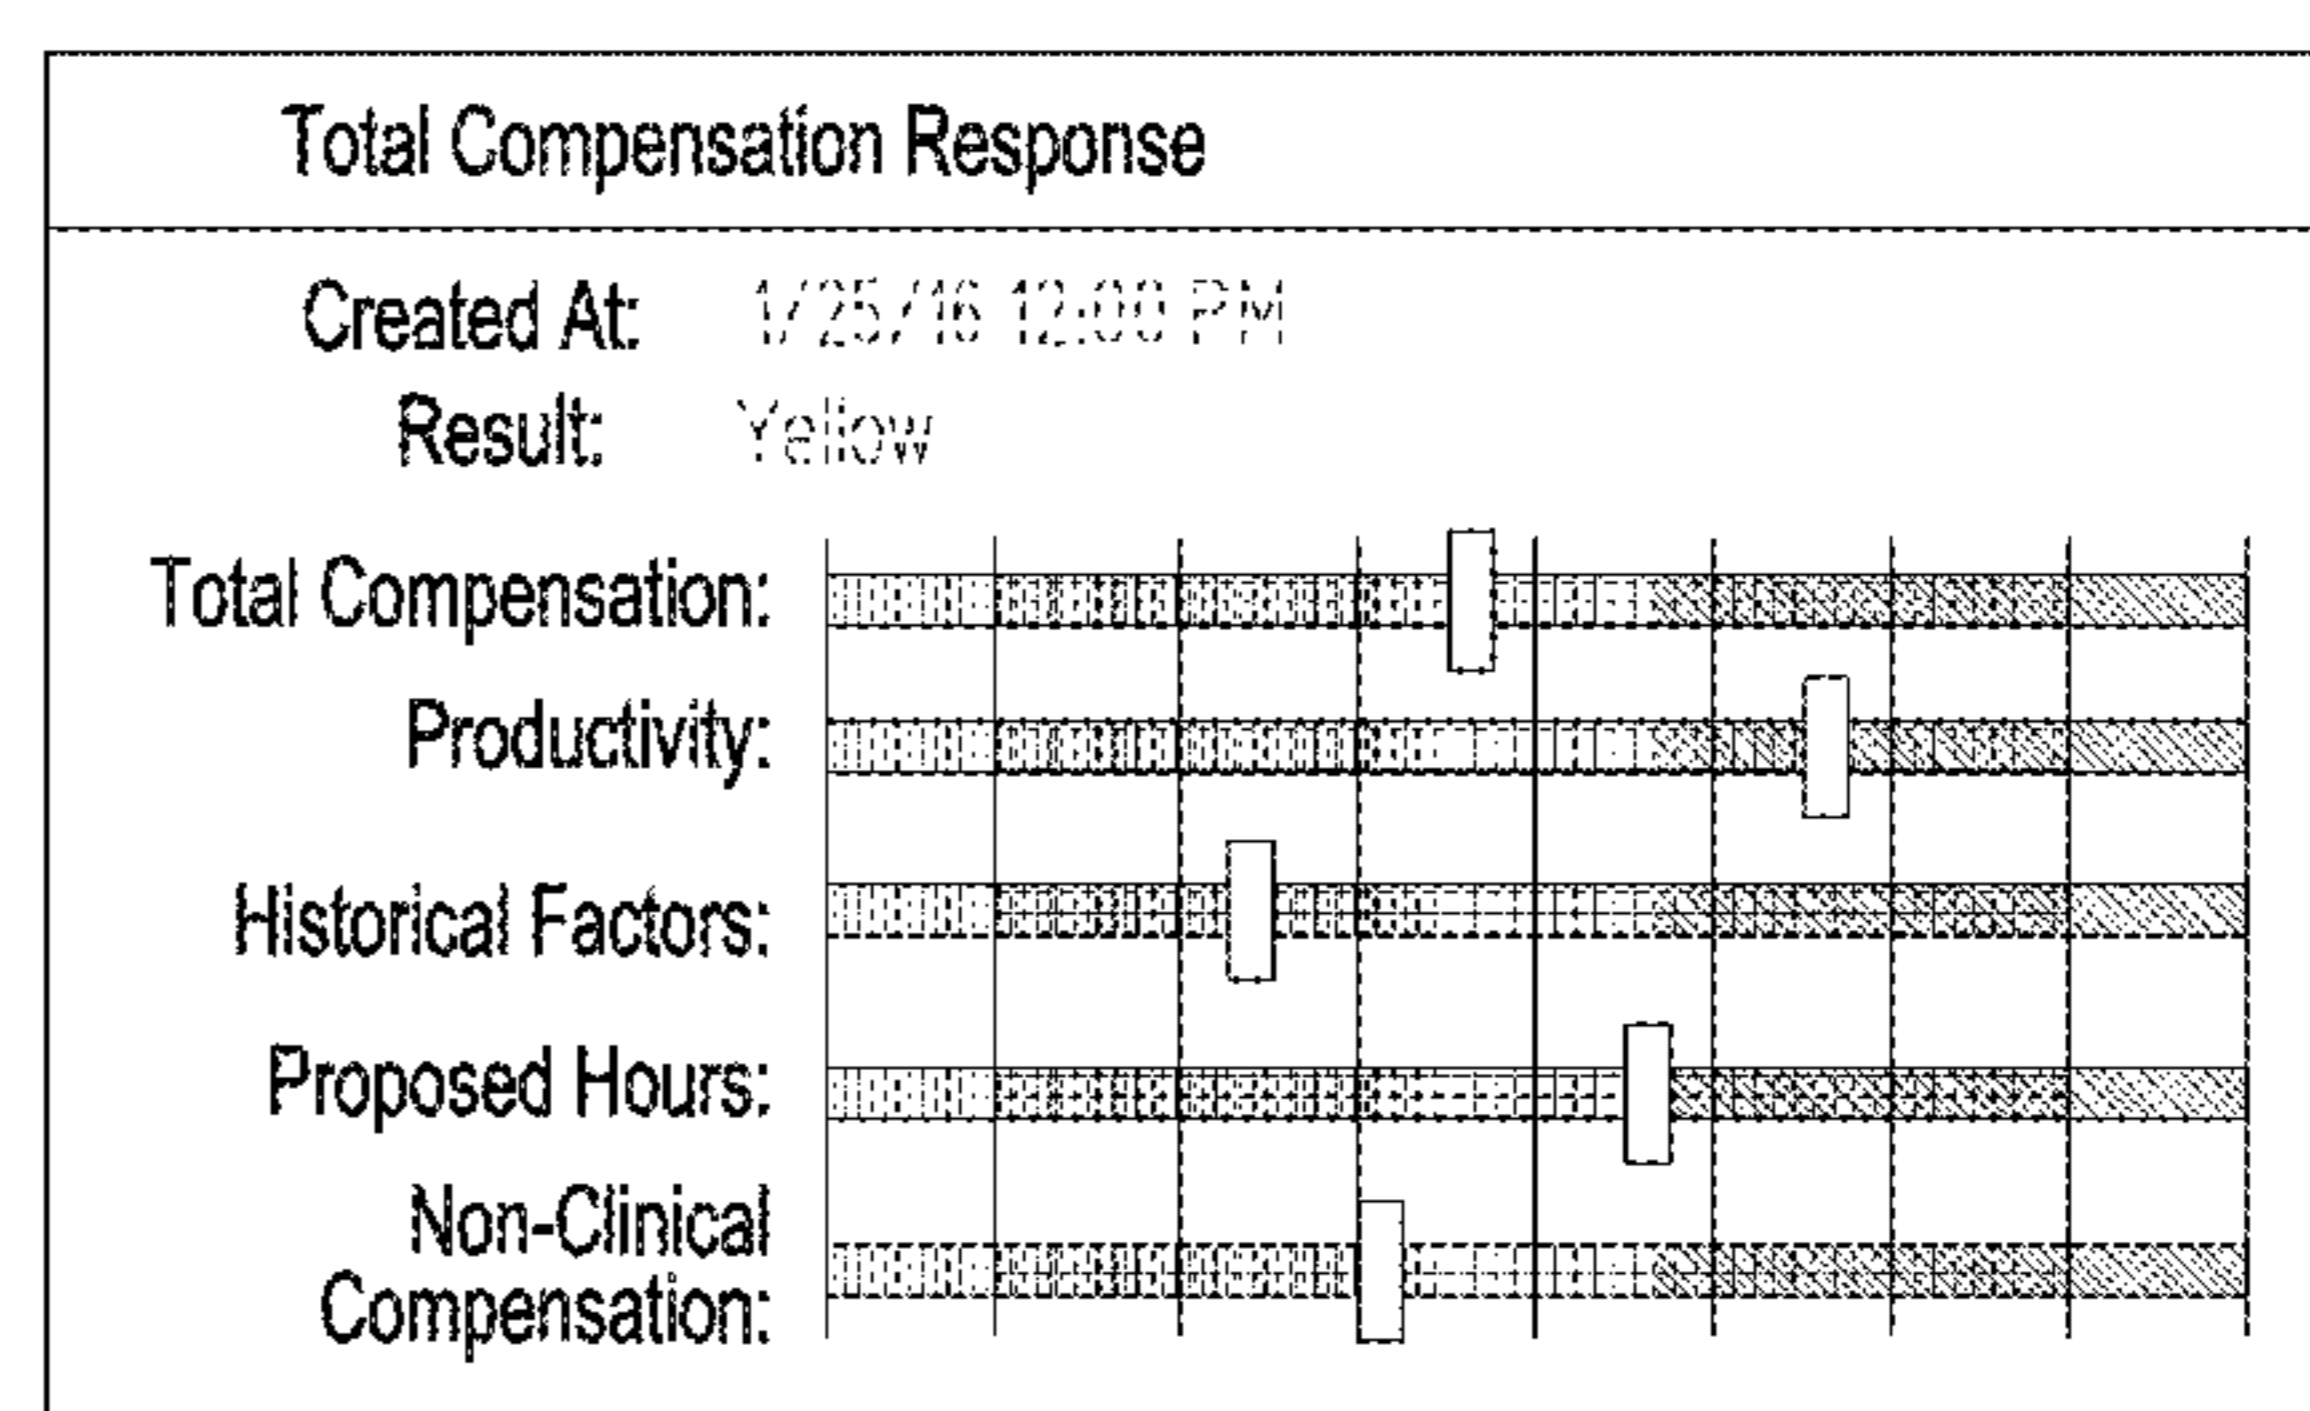 Total Compensation Response
Created At: 1/25/16 12:00 PM
Result: Yellow
Total Compensation:
Productivity:
Historical Factors:
Proposed Hours:
Non-Clinical
Compensation: